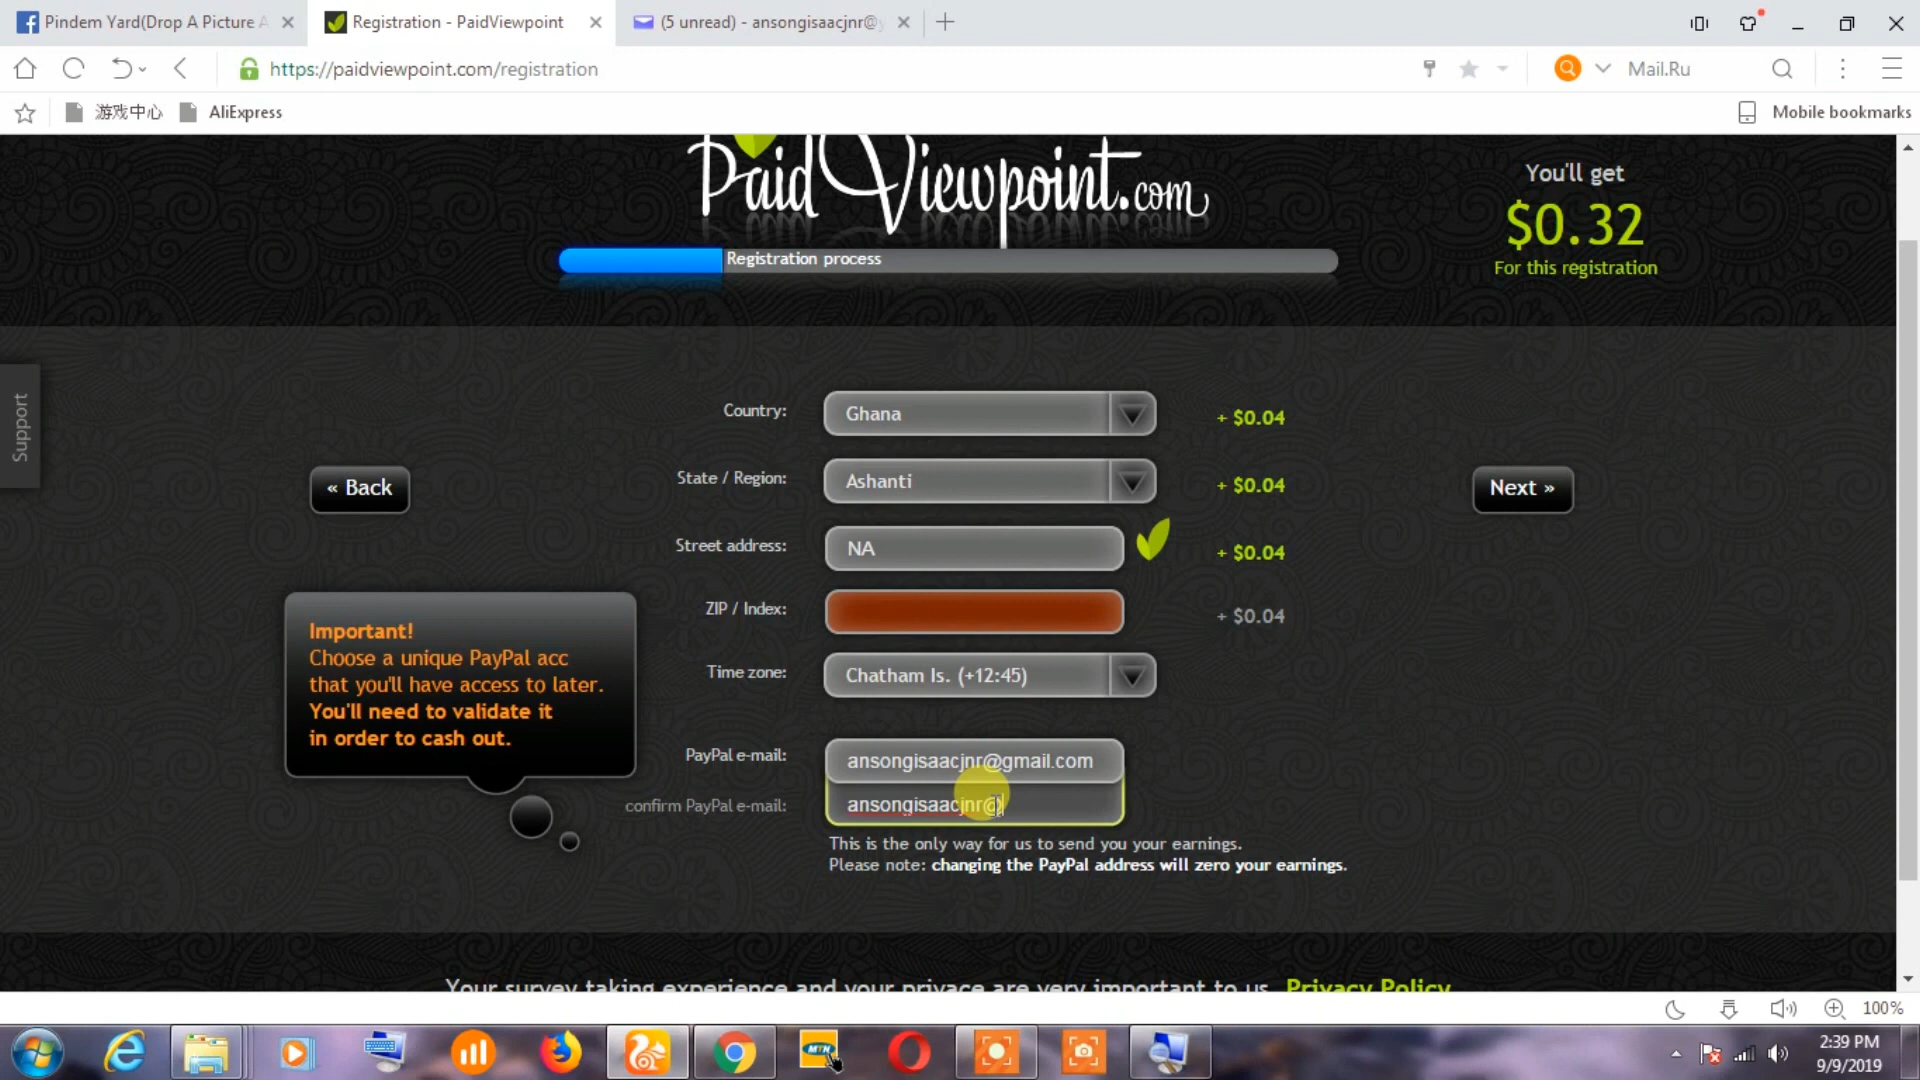 Pindem Yard(Drop A Picture A
Registration - PaidViewpoint
(5 unread) - ansongisaacjnr@y
https://paidviewpoint.com/registration
Mail.Ru
游戏中心
AliExpress
Mobile bookmarks
PaidViewpoint.com
You'll get
$0.32
For this registration
Registration process
Support
Country:
Ghana
+ $0.04
State / Region:
Ashanti
+ $0.04
« Back
Next »
Street address:
NA
+ $0.04
ZIP / Index:
+ $0.04
Important!
Choose a unique PayPal acc
that you'll have access to later.
You'll need to validate it
in order to cash out.
Time zone:
Chatham Is. (+12:45)
PayPal e-mail:
ansongisaacjnr@gmail.com
confirm PayPal e-mail:
ansongisaacjnr@
This is the only way for us to send you your earnings.
Please note: changing the PayPal address will zero your earnings.
Your survey taking experience and your privacy are very important to us. Privacy Policy
100%
MTN
2:39 PM
9/9/2019